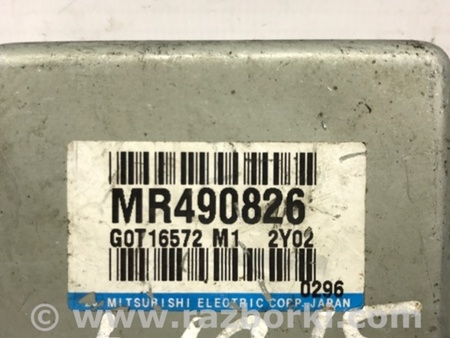 MR490826
G0T16572 M1 2Y02
0296
MITSUBISHI ELECTRIC CORP. JAPAN
© www.razborka.com